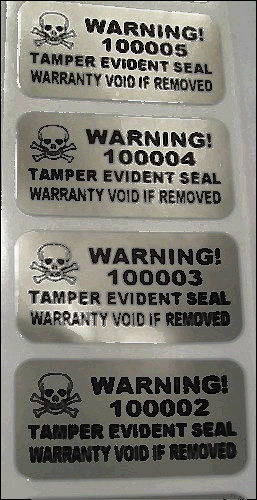 WARNING!
100005
TAMPER EVIDENT SEAL
WARRANTY VOID IF REMOVED
WARNING!
100004
TAMPER EVIDENT SEAL
WARRANTY VOID IF REMOVED
WARNING!
100003
TAMPER EVIDENT SEAL
WARRANTY VOID IF REMOVED
WARNING!
100002
TAMPER EVIDENT SEAL
WARRANTY VOID IF REMOVED